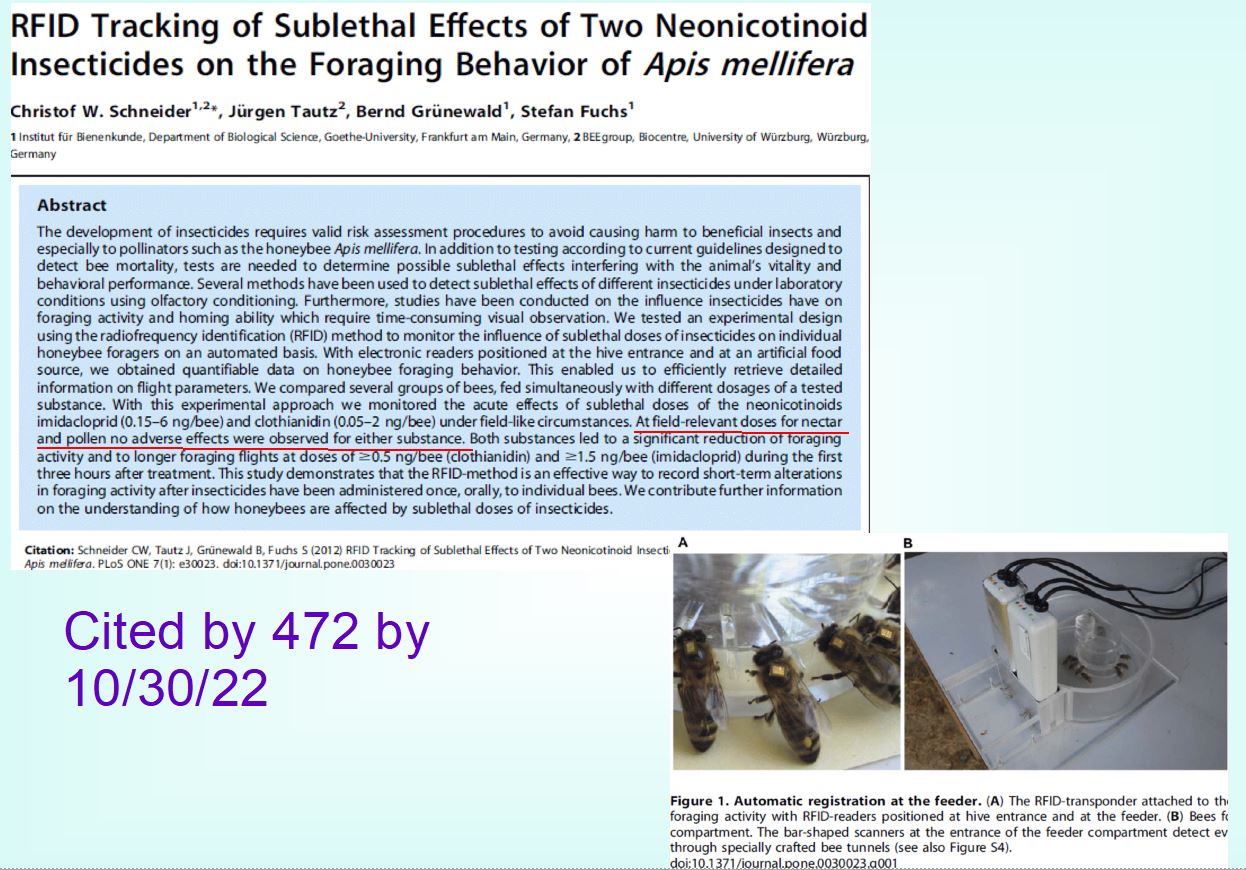 RFID Tracking of Sublethal Effects of Two Neonicotinoid
Insecticides on the Foraging Behavior of Apis mellifera
Christof W. Schneider1,2*, Jürgen Tautz2, Bernd Grünewald1, Stefan Fuchs1
1 Institut für Bienenkunde, Department of Biological Science, Goethe-University, Frankfurt am Main, Germany, 2 BEEgroup, Biocentre, University of Würzburg, Würzburg,
Germany
Abstract
The development of insecticides requires valid risk assessment procedures to avoid causing harm to beneficial insects and
especially to pollinators such as the honeybee Apis mellifera. In addition to testing according to current guidelines designed to
detect bee mortality, tests are needed to determine possible sublethal effects interfering with the animal's vitality and
behavioral performance. Several methods have been used to detect sublethal effects of different insecticides under laboratory
conditions using olfactory conditioning. Furthermore, studies have been conducted on the influence insecticides have on
foraging activity and homing ability which require time-consuming visual observation. We tested an experimental design
using the radiofrequency identification (RFID) method to monitor the influence of sublethal doses of insecticides on individual
honeybee foragers on an automated basis. With electronic readers positioned at the hive entrance and at an artificial food
source, we obtained quantifiable data on honeybee foraging behavior. This enabled us to efficiently retrieve detailed
information on flight parameters. We compared several groups of bees, fed simultaneously with different dosages of a tested
substance. With this experimental approach we monitored the acute effects of sublethal doses of the neonicotinoids
imidacloprid (0.15–6 ng/bee) and clothianidin (0.05–2 ng/bee) under field-like circumstances. At field-relevant doses for nectar
and pollen no adverse effects were observed for either substance. Both substances led to a significant reduction of foraging
activity and to longer foraging flights at doses of ≥0.5 ng/bee (clothianidin) and ≥1.5 ng/bee (imidacloprid) during the first
three hours after treatment. This study demonstrates that the RFID-method is an effective way to record short-term alterations
in foraging activity after insecticides have been administered once, orally, to individual bees. We contribute further information
on the understanding of how honeybees are affected by sublethal doses of insecticides.
Citation: Schneider CW, Tautz J, Grünewald B, Fuchs S (2012) RFID Tracking of Sublethal Effects of Two Neonicotinoid Insecti
Apis mellifera. PLoS ONE 7(1): e30023. doi:10.1371/journal.pone.0030023
Cited by 472 by
10/30/22
A
B
Figure 1. Automatic registration at the feeder. (A) The RFID-transponder attached to the
foraging activity with RFID-readers positioned at hive entrance and at the feeder. (B) Bees fo
compartment. The bar-shaped scanners at the entrance of the feeder compartment detect ev
through specially crafted bee tunnels (see also Figure S4).
doi:10.1371/journal.pone.0030023.g001